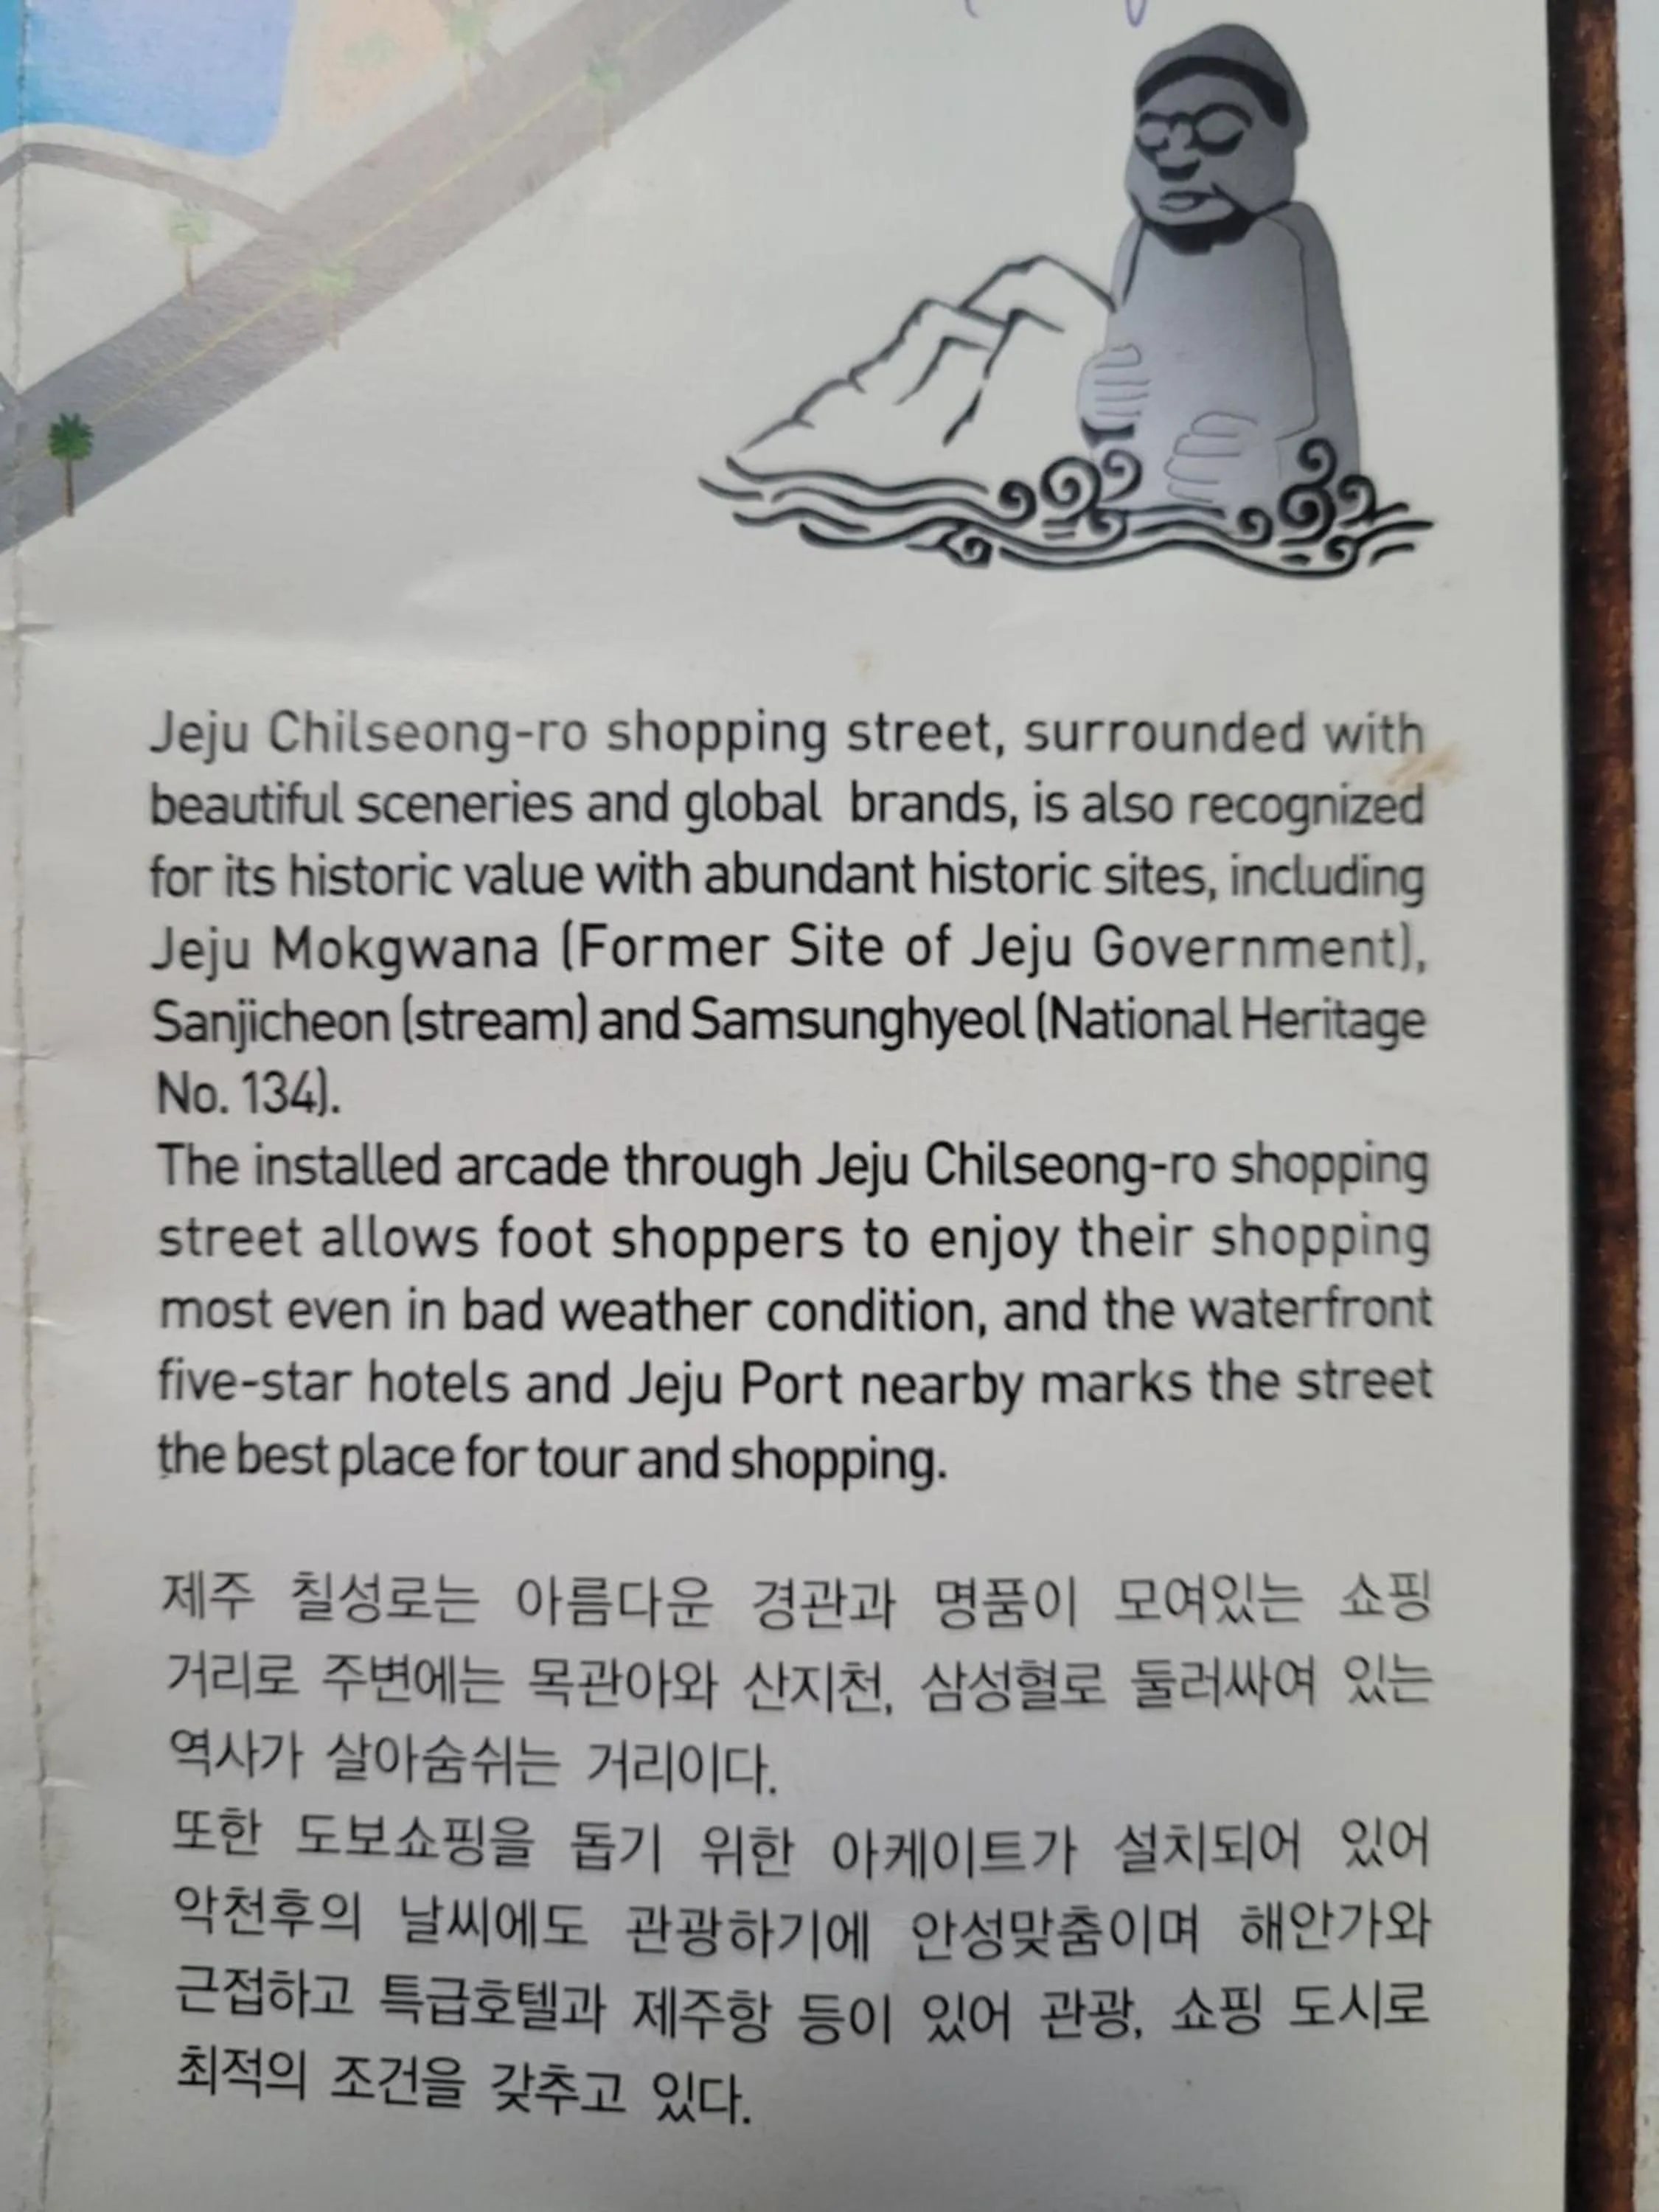 Jeju Chilseong-ro shopping street, surrounded with
beautiful sceneries and global brands, is also recognized
for its historic value with abundant historic sites, including
Jeju Mokgwana (Former Site of Jeju Government),
Sanjicheon (stream) and Samsunghyeol (National Heritage
No. 134).
The installed arcade through Jeju Chilseong-ro shopping
street allows foot shoppers to enjoy their shopping
most even in bad weather condition, and the waterfront
five-star hotels and Jeju Port nearby marks the street
the best place for tour and shopping.
제주 칠성로는 아름다운 경관과 명품이 모여있는 쇼핑
거리로 주변에는 목관아와 산지천, 삼성혈로 둘러싸여 있는
역사가 살아숨쉬는 거리이다.
또한 도보쇼핑을 돕기 위한 아케이트가 설치되어 있어
악천후의 날씨에도 관광하기에 안성맞춤이며 해안가와
근접하고 특급호텔과 제주항 등이 있어 관광, 쇼핑 도시로
최적의 조건을 갖추고 있다.